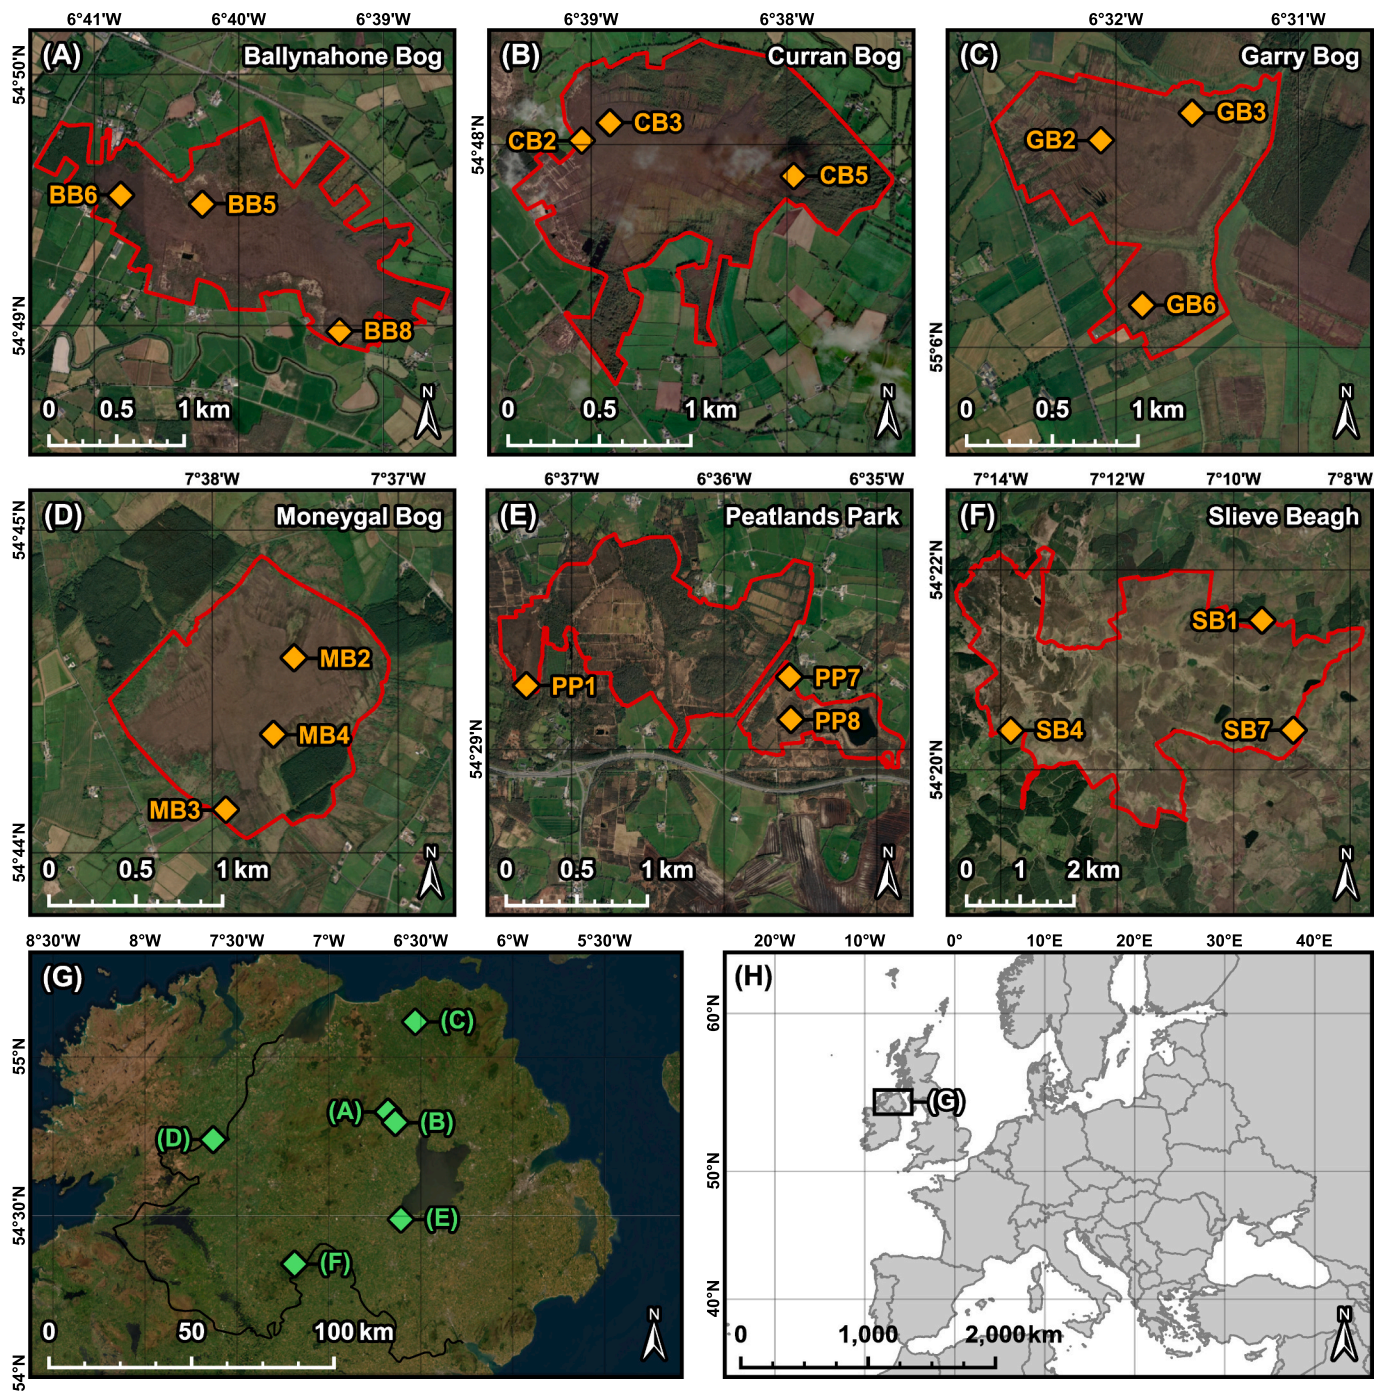 6°41'W 6°40'W 6°39'W
6°39'W 6°38'W
6°32'W 6°31'W
54°50'N
54°49'N
(A) Ballynahone Bog
BB6
BB5
BB8
0 0.5 1 km
N
54°48'N
(B) Curran Bog
CB2
CB3
CB5
0 0.5 1 km
N
55°6'N
(C) Garry Bog
GB2
GB3
GB6
0 0.5 1 km
N
7°38'W 7°37'W
6°37'W 6°36'W 6°35'W
7°14'W 7°12'W 7°10'W 7°8'W
54°45'N
54°44'N
(D) Moneygal Bog
MB2
MB4
MB3
0 0.5 1 km
N
54°29'N
(E) Peatlands Park
PP1
PP7
PP8
0 0.5 1 km
N
54°22'N
54°20'N
(F) Slieve Beagh
SB1
SB4
SB7
0 1 2 km
N
8°30'W 8°W 7°30'W 7°W 6°30'W 6°W 5°50'W
55°N
54°30'N
54°N
(G)
(C)
(A)
(B)
(D)
(E)
(F)
0 50 100 km
N
20°W 10°W 0° 10°E 20°E 30°E 40°E
60°N
50°N
40°N
(H)
(G)
0 1,000 2,000 km
N